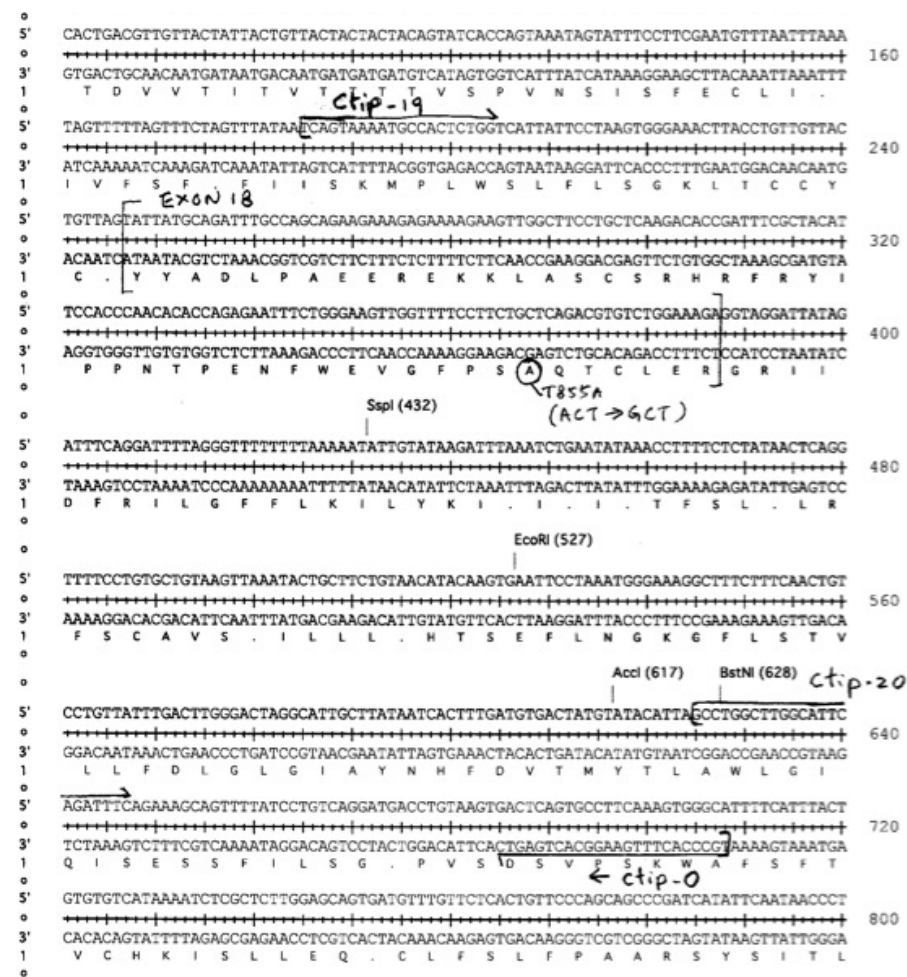 o
5' CACTGACGTTGTTACTATTACTGTTACTACTACTACAGTATCACCAGTAAATAGTATTTCCTTCGAATGTTTAATTTAAA
o 160
3' GTGACTGCAACAATGATAATGACAATGATGATGATGTCATAGTGGTCATTTATCATAAAGGAAGCTTACAAATTAAATTT
1 T D V V T I T V T T T T V S P V N S I S F E C L I .
o Ctip-19
5' TAGTTTTTAGTTTCTAGTTTATAATCAGTAAAATGCCACTCTGGTCATTATTCCTAAGTGGGAAACTTACCTGTTGTTAC
o 240
3' ATCAAAAATCAAAGATCAAATATTAGTCATTTTACGGTGAGACCAGTAATAAGGATTCACCCTTTGAATGGACAACAATG
1 I V F S F . F I I S K M P L W S L F L S G K L T C C Y
o EXON 18
5' TGTTAGTATTATGCAGATTTGCCAGCAGAAGAAAGAGAAAAGAAGTTGGCTTCCTGCTCAAGACACCGATTTCGCTACAT
o 320
3' ACAATCATAATACGTCTAAACGGTCGTCTTCTTTCTCTTTTCTTCAACCGAAGGACGAGTTCTGTGGCTAAAGCGATGTA
1 C . Y Y A D L P A E E R E K K L A S C S R H R F R Y I
o
5' TCCACCCAACACACCAGAGAATTTCTGGGAAGTTGGTTTTCCTTCTGCTCAGACGTGTCTGGAAAGAGGTAGGATTATAG
o 400
3' AGGTGGGTTGTGTGGTCTCTTAAAGACCCTTCAACCAAAAGGAAGACGAGTCTGCACAGACCTTTCTCCATCCTAATATC
1 P P N T P E N F W E V G F P S A Q T C L E R G R I I
o T855A
(ACT → GCT)
o SspI (432)
5' ATTTCAGGATTTTAGGGTTTTTTTTTAAAAATATTGTATAAGATTTAAATCTGAATATAAACCTTTTCTCTATAACTCAGG
o 480
3' TAAAGTCCTAAAATCCCAAAAAAAAATTTTTATAACATATTCTAAATTTAGACTTATATTTGGAAAAGAGATATTGAGTCC
1 D F R I L G F F L K I L Y K I . I . I . T F S L . L R
o
o EcoRI (527)
5' TTTTCCTGTGCTGTAAGTTAAATACTGCTTCTGTAACATACAAGTGAATTCCTAAATGGGAAAGGCTTTCTTTCAACTGT
o 560
3' AAAAGGACACGACATTCAATTTATGACGAAGACATTGTATGTTCACTTAAGGATTTACCCTTTCCGAAAGAAAGTTGACA
1 F S C A V S . I L L L . H T S E F L N G K G F L S T V
o
o AccI (617) BstNI (628) Ctip-20
5' CCTGTTATTTGACTTGGGACTAGGCATTGCTTATAATCACTTTGATGTGACTATGTATACATTAGCCTGGCTTGGCATTC
o 640
3' GGACAATAAACTGAACCCTGATCCGTAACGAATATTAGTGAAACTACACTGATACATATGTAATCGGACCGAACCGTAAG
1 L L F D L G L G I A Y N H F D V T M Y T L A W L G I
o
5' AGATTTCAGAAAGCAGTTTTATCCTGTCAGGATGACCTGTAAGTGACTCAGTGCCTTCAAAGTGGGCATTTTCATTTACT
o 720
3' TCTAAAGTCTTTCGTCAAAATAGGACAGTCCTACTGGACATTCACTGAGTCACGGAAGTTTCACCCGTAAAAGTAAATGA
1 Q I S E S S F I L S G . P V S D S V P S K W A F S F T
o ← Ctip-O
5' GTGTGTCATAAAATCTCGCTCTTGGAGCAGTGATGTTTGTTCTCACTGTTCCCAGCAGCCCGATCATATTCAATAACCCT
o 800
3' CACACAGTATTTTAGAGCGAGAACCTCGTCACTACAAACAAGAGTGACAAGGGTCGTCGGGCTAGTATAAGTTATTGGGA
1 V C H K I S L L E Q . C L F S L F P A A R S Y S I T L
o